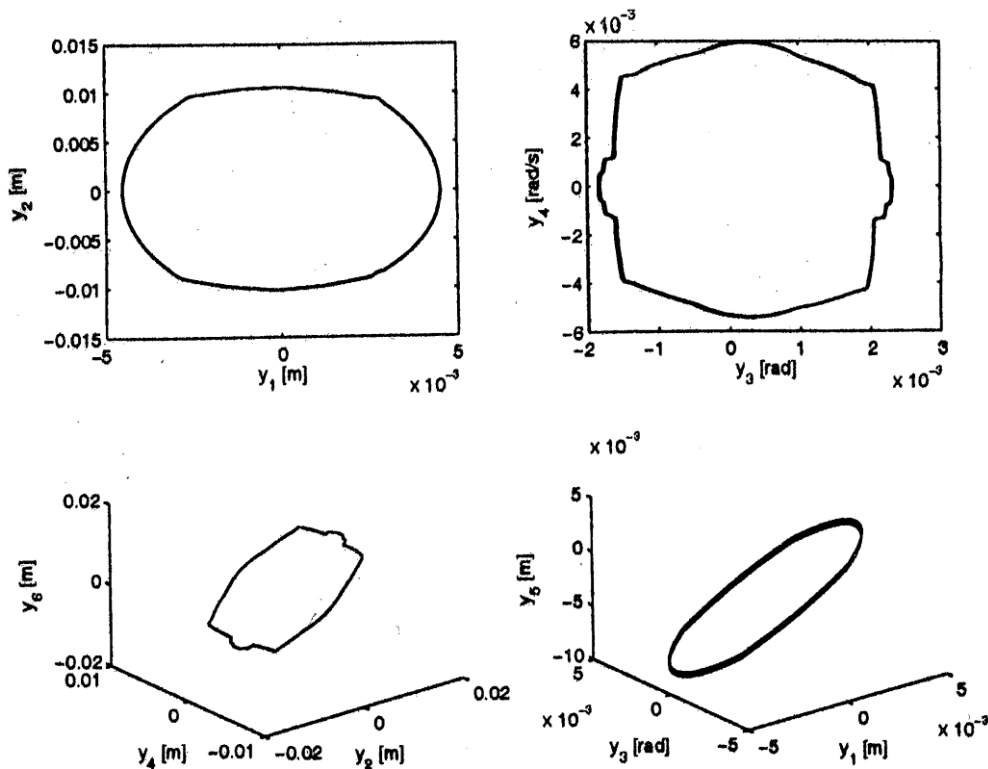 0.015
0.01
0.005
0
-0.005
-0.01
-0.015
y2 [m]
-5
0
5
y1 [m]
x 10^-3
x 10^-3
6
4
2
0
-2
-4
-6
y4 [rad/s]
-2
-1
0
1
2
3
y3 [rad]
x 10^-3
0.02
0
-0.02
y6 [m]
0.01
0
-0.01
y4 [m]
-0.02
0
0.02
y2 [m]
x 10^-3
5
0
-5
-10
y5 [m]
5
0
-5
x 10^-3
y3 [rad]
-5
0
5
y1 [m]
x 10^-3